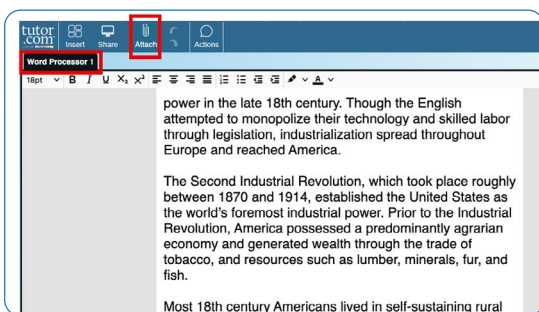 tutor
.com
Insert Share Attach Actions
Word Processor 1
18pt B I U X₂ X² A
power in the late 18th century. Though the English
attempted to monopolize their technology and skilled labor
through legislation, industrialization spread throughout
Europe and reached America.
The Second Industrial Revolution, which took place roughly
between 1870 and 1914, established the United States as
the world's foremost industrial power. Prior to the Industrial
Revolution, America possessed a predominantly agrarian
economy and generated wealth through the trade of
tobacco, and resources such as lumber, minerals, fur, and
fish.
Most 18th century Americans lived in self-sustaining rural